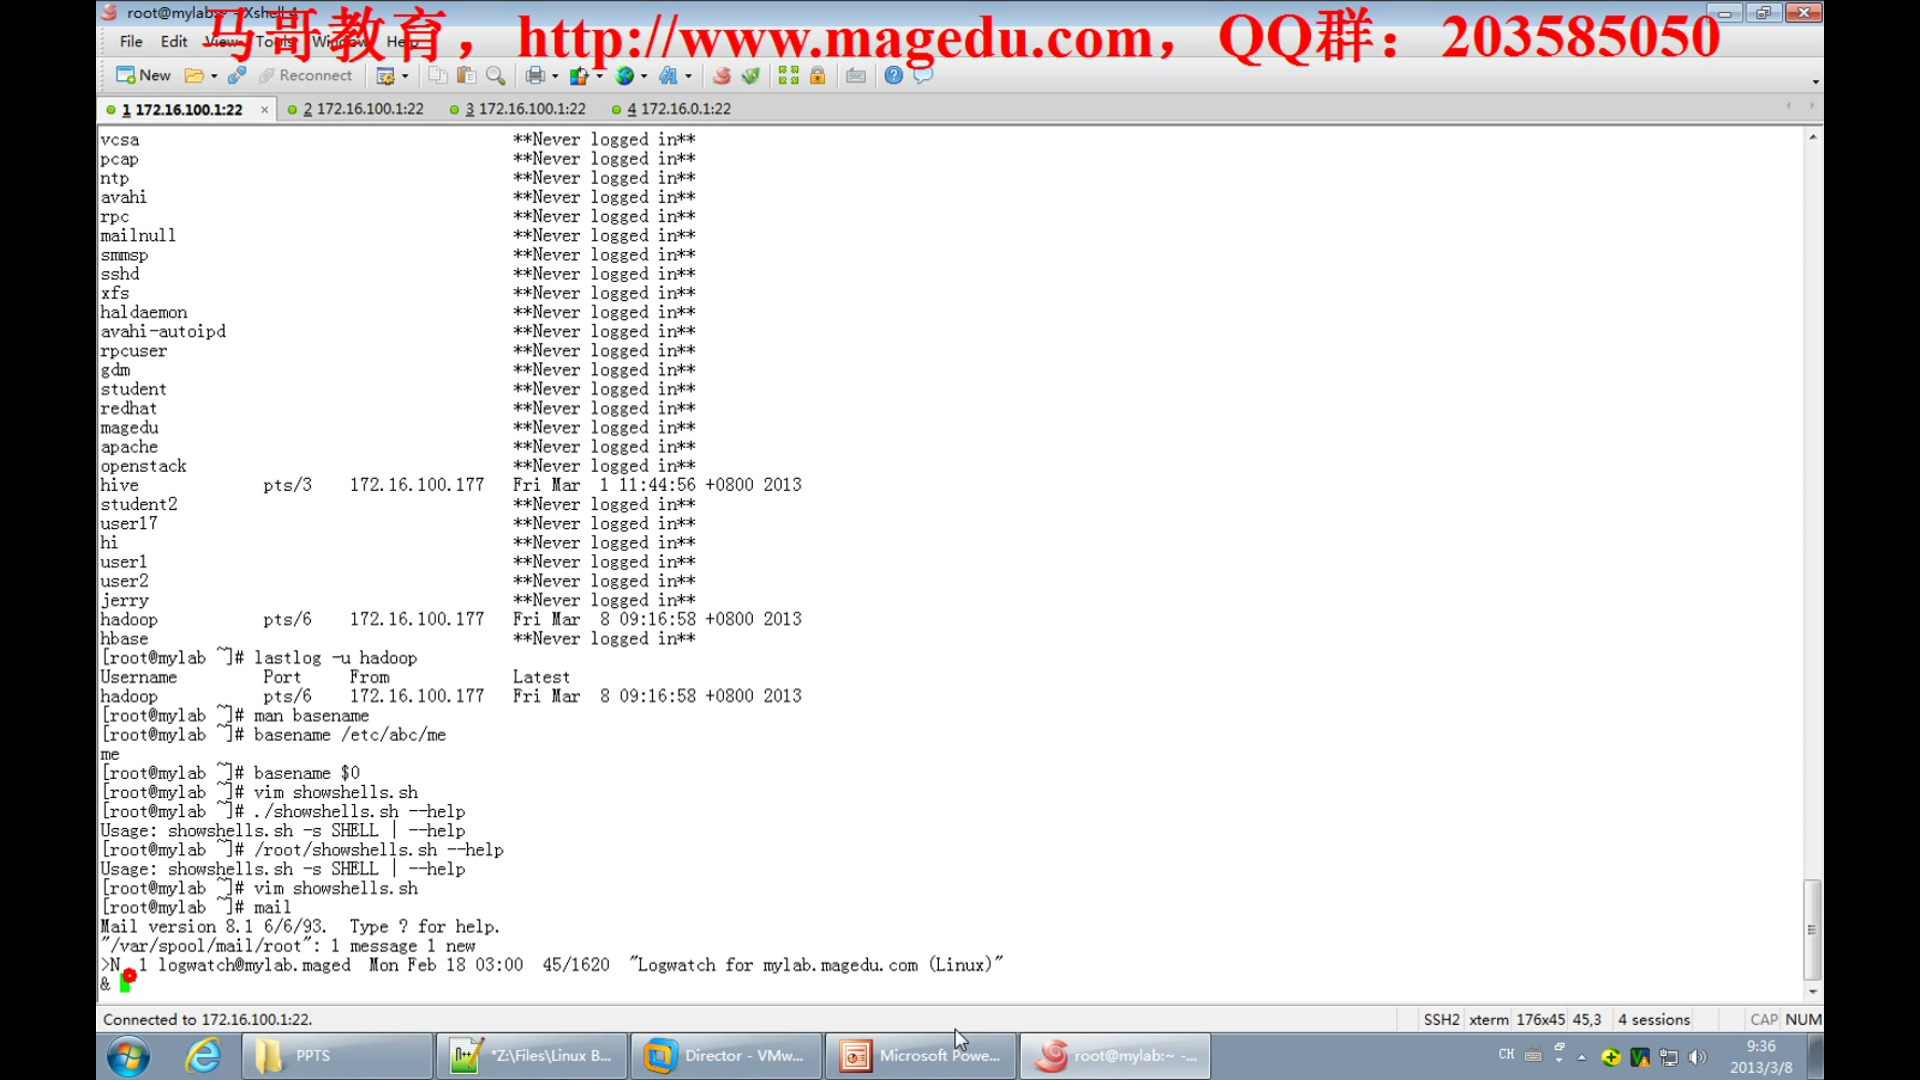 root@mylab:~ - Xshell 4
马哥教育，http://www.magedu.com，QQ群：203585050
File Edit View Tools Window Help
New Reconnect
1 172.16.100.1:22 × 2 172.16.100.1:22 3 172.16.100.1:22 4 172.16.0.1:22
vcsa **Never logged in**
pcap **Never logged in**
ntp **Never logged in**
avahi **Never logged in**
rpc **Never logged in**
mailnull **Never logged in**
smmsp **Never logged in**
sshd **Never logged in**
xfs **Never logged in**
haldaemon **Never logged in**
avahi-autoipd **Never logged in**
rpcuser **Never logged in**
gdm **Never logged in**
student **Never logged in**
redhat **Never logged in**
magedu **Never logged in**
apache **Never logged in**
openstack **Never logged in**
hive pts/3 172.16.100.177 Fri Mar 1 11:44:56 +0800 2013
student2 **Never logged in**
user17 **Never logged in**
hi **Never logged in**
user1 **Never logged in**
user2 **Never logged in**
jerry **Never logged in**
hadoop pts/6 172.16.100.177 Fri Mar 8 09:16:58 +0800 2013
hbase **Never logged in**
[root@mylab ~]# lastlog -u hadoop
Username Port From Latest
hadoop pts/6 172.16.100.177 Fri Mar 8 09:16:58 +0800 2013
[root@mylab ~]# man basename
[root@mylab ~]# basename /etc/abc/me
me
[root@mylab ~]# basename $0
[root@mylab ~]# vim showshells.sh
[root@mylab ~]# ./showshells.sh --help
Usage: showshells.sh -s SHELL | --help
[root@mylab ~]# /root/showshells.sh --help
Usage: showshells.sh -s SHELL | --help
[root@mylab ~]# vim showshells.sh
[root@mylab ~]# mail
Mail version 8.1 6/6/93. Type ? for help.
"/var/spool/mail/root": 1 message 1 new
>N 1 logwatch@mylab.maged Mon Feb 18 03:00 45/1620 "Logwatch for mylab.magedu.com (Linux)"
&
Connected to 172.16.100.1:22. SSH2 xterm 176x45 45,3 4 sessions CAP NUM
PPTS *Z:\Files\Linux B... Director - VMw... Microsoft Powe... root@mylab:~ -... CH 9:36
2013/3/8